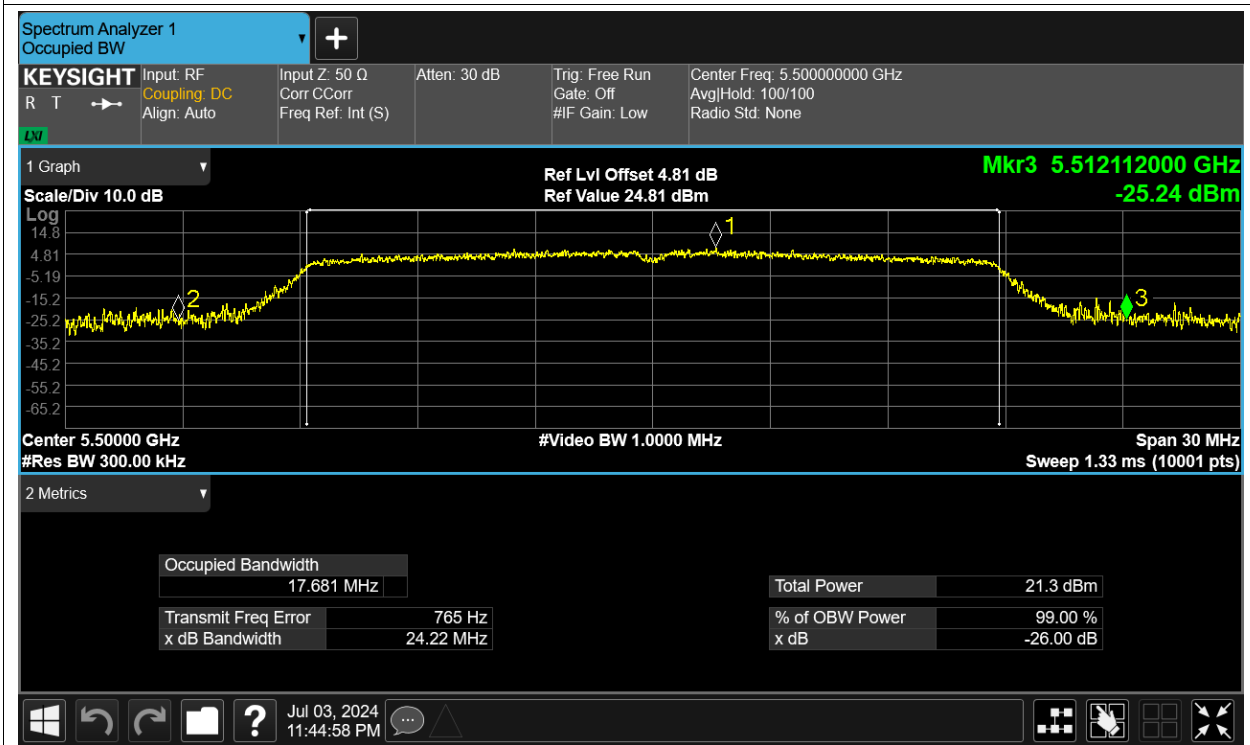 Spectrum Analyzer 1
Occupied BW
KEYSIGHT
R T
LXI
Input: RF
Coupling: DC
Align: Auto
Input Z: 50 Ω
Corr CCorr
Freq Ref: Int (S)
Atten: 30 dB
Trig: Free Run
Gate: Off
#IF Gain: Low
Center Freq: 5.500000000 GHz
Avg|Hold: 100/100
Radio Std: None
1 Graph
Scale/Div 10.0 dB
Ref Lvl Offset 4.81 dB
Ref Value 24.81 dBm
Mkr3 5.512112000 GHz
-25.24 dBm
Log
14.8
4.81
-5.19
-15.2
-25.2
-35.2
-45.2
-55.2
-65.2
1
2
3
Center 5.50000 GHz
#Res BW 300.00 kHz
#Video BW 1.0000 MHz
Span 30 MHz
Sweep 1.33 ms (10001 pts)
2 Metrics
Occupied Bandwidth
17.681 MHz
Transmit Freq Error 765 Hz
x dB Bandwidth 24.22 MHz
Total Power 21.3 dBm
% of OBW Power 99.00 %
x dB -26.00 dB
?
Jul 03, 2024
11:44:58 PM